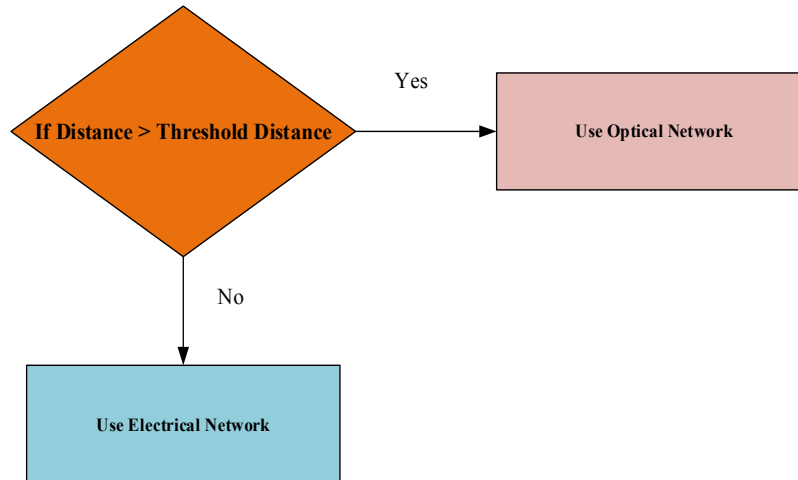 Yes
If Distance > Threshold Distance
Use Optical Network
No
Use Electrical Network